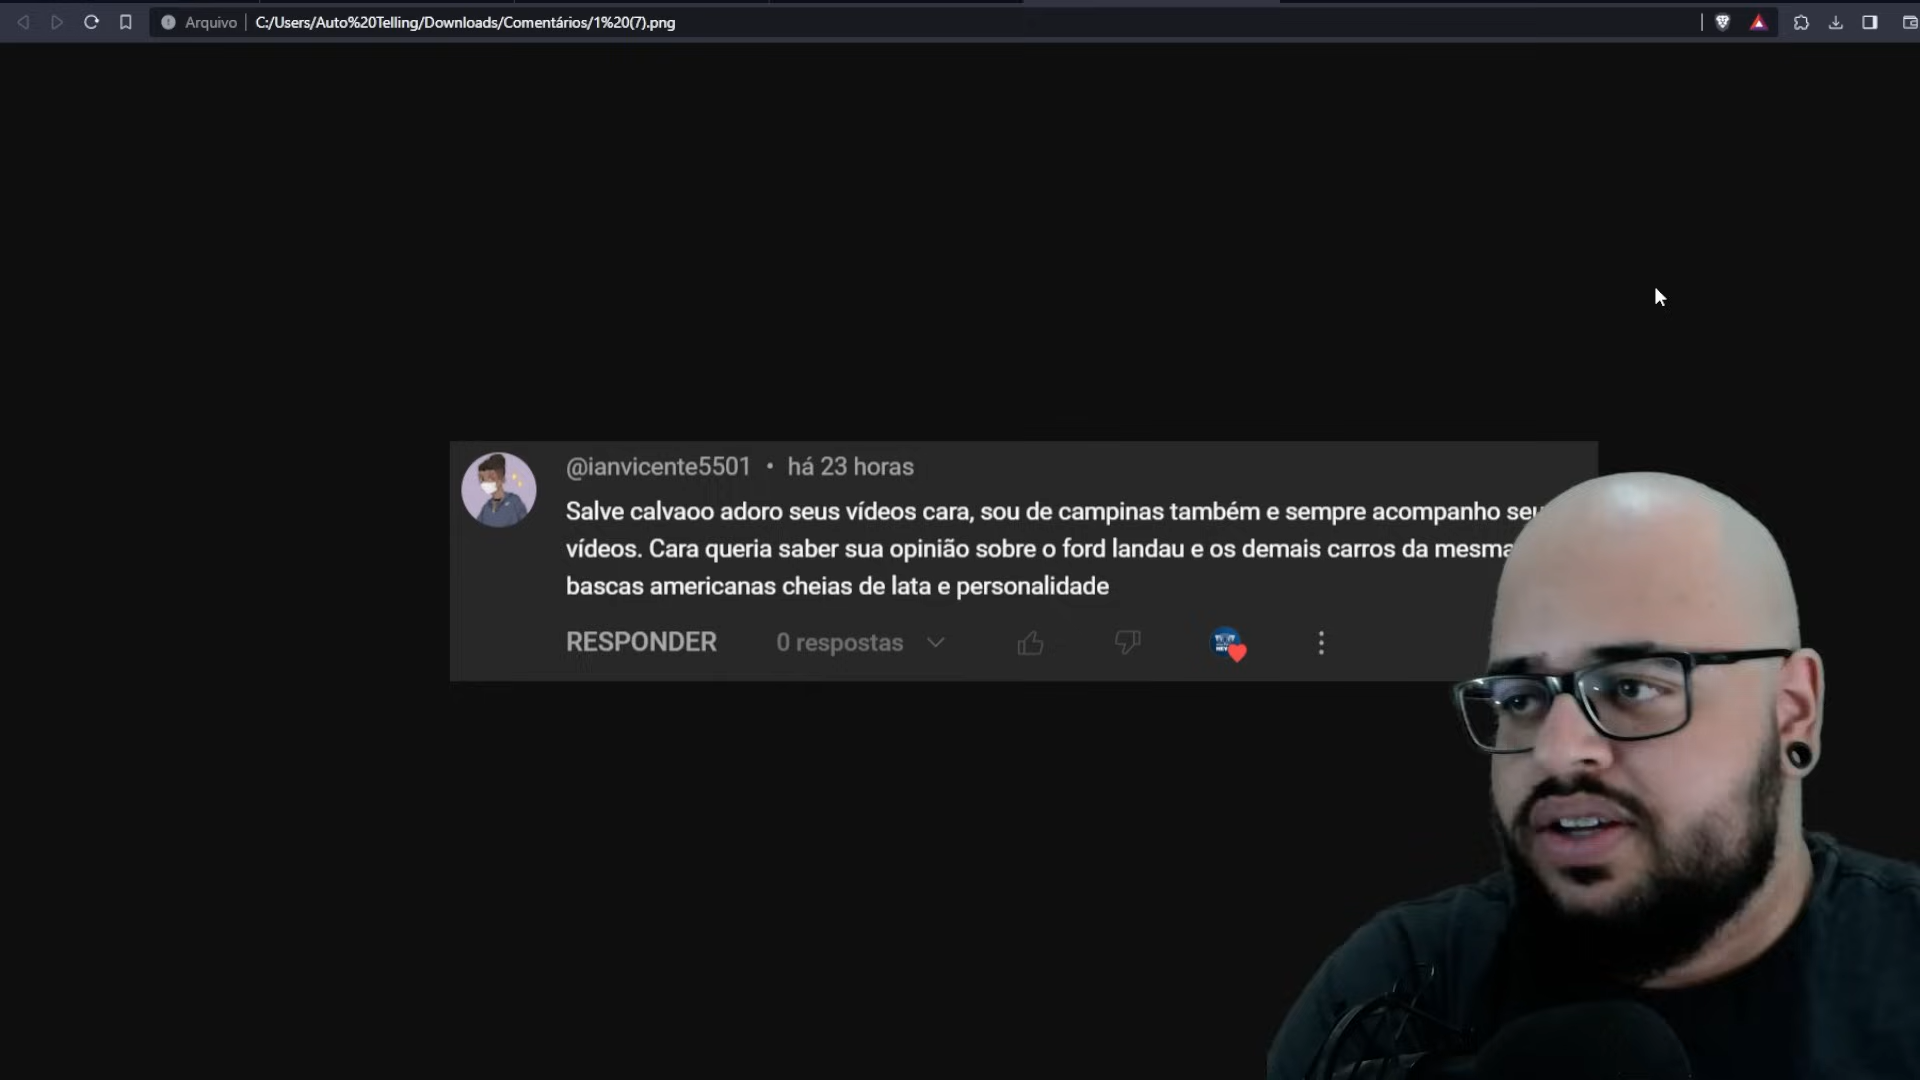 Arquivo C:/Users/Auto%20Telling/Downloads/Comentários/1%20(7).png
@ianvicente5501 • há 23 horas
Salve calvaoo adoro seus vídeos cara, sou de campinas também e sempre acompanho
vídeos. Cara queria saber sua opinião sobre o ford landau e os demais carros da mesma
bascas americanas cheias de lata e personalidade
RESPONDER 0 respostas